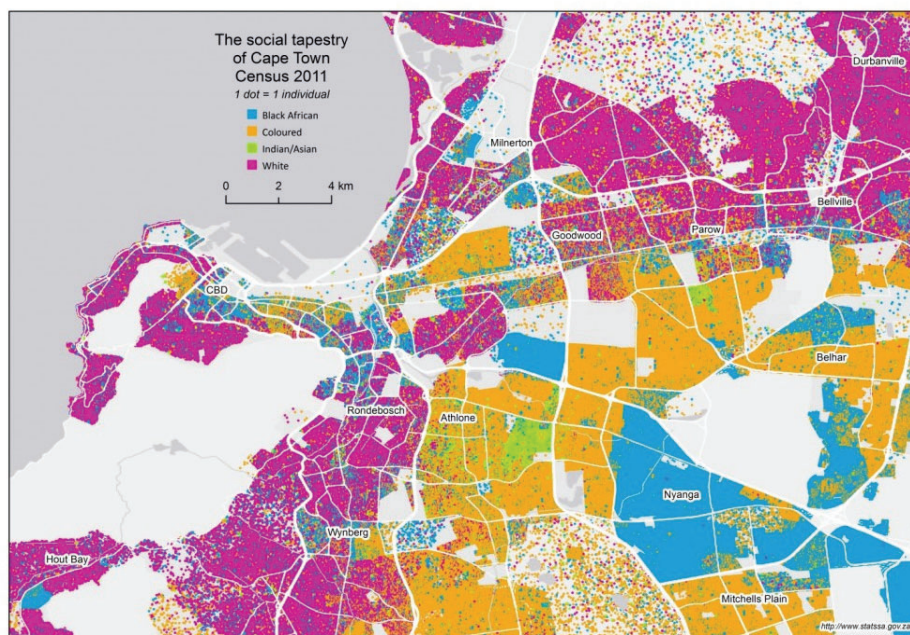 The social tapestry
of Cape Town
Census 2011
1 dot = 1 individual
Black African
Coloured
Indian/Asian
White
0 2 4 km
Durbanville
Milnerton
Bellville
Goodwood
Parow
CBD
Belhar
Rondebosch
Athlone
Nyanga
Wynberg
Hout Bay
Mitchells Plain
http://www.statssa.gov.za